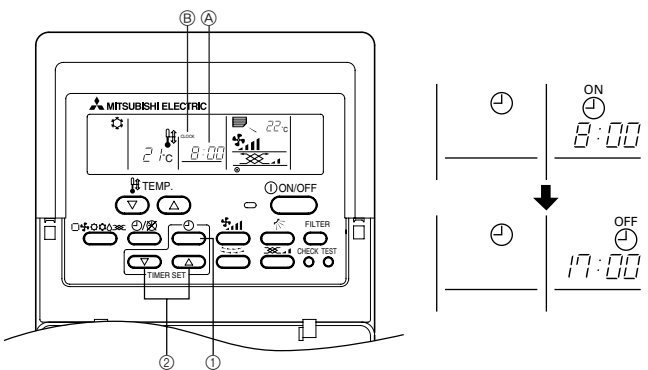 Ⓑ Ⓐ
MITSUBISHI ELECTRIC
CLOCK
22°C
21°C 8:00
TEMP. ON/OFF
FILTER
CHECK TEST
TIMER SET
② ①
ON
8:00
OFF
17:00